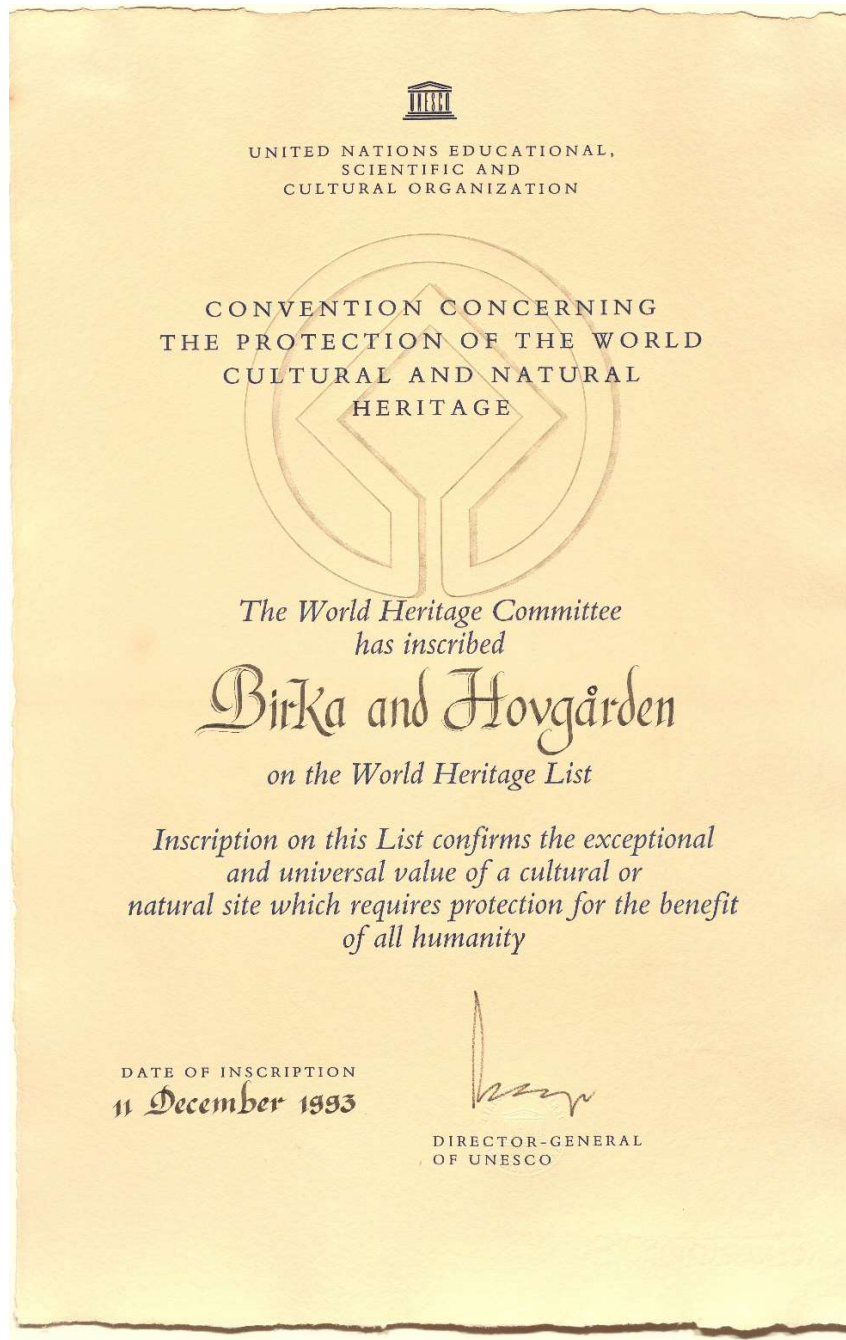 UNESCO
UNITED NATIONS EDUCATIONAL,
SCIENTIFIC AND
CULTURAL ORGANIZATION
CONVENTION CONCERNING
THE PROTECTION OF THE WORLD
CULTURAL AND NATURAL
HERITAGE
The World Heritage Committee
has inscribed
Birka and Hovgården
on the World Heritage List
Inscription on this List confirms the exceptional
and universal value of a cultural or
natural site which requires protection for the benefit
of all humanity
DATE OF INSCRIPTION
11 December 1993
DIRECTOR-GENERAL
OF UNESCO